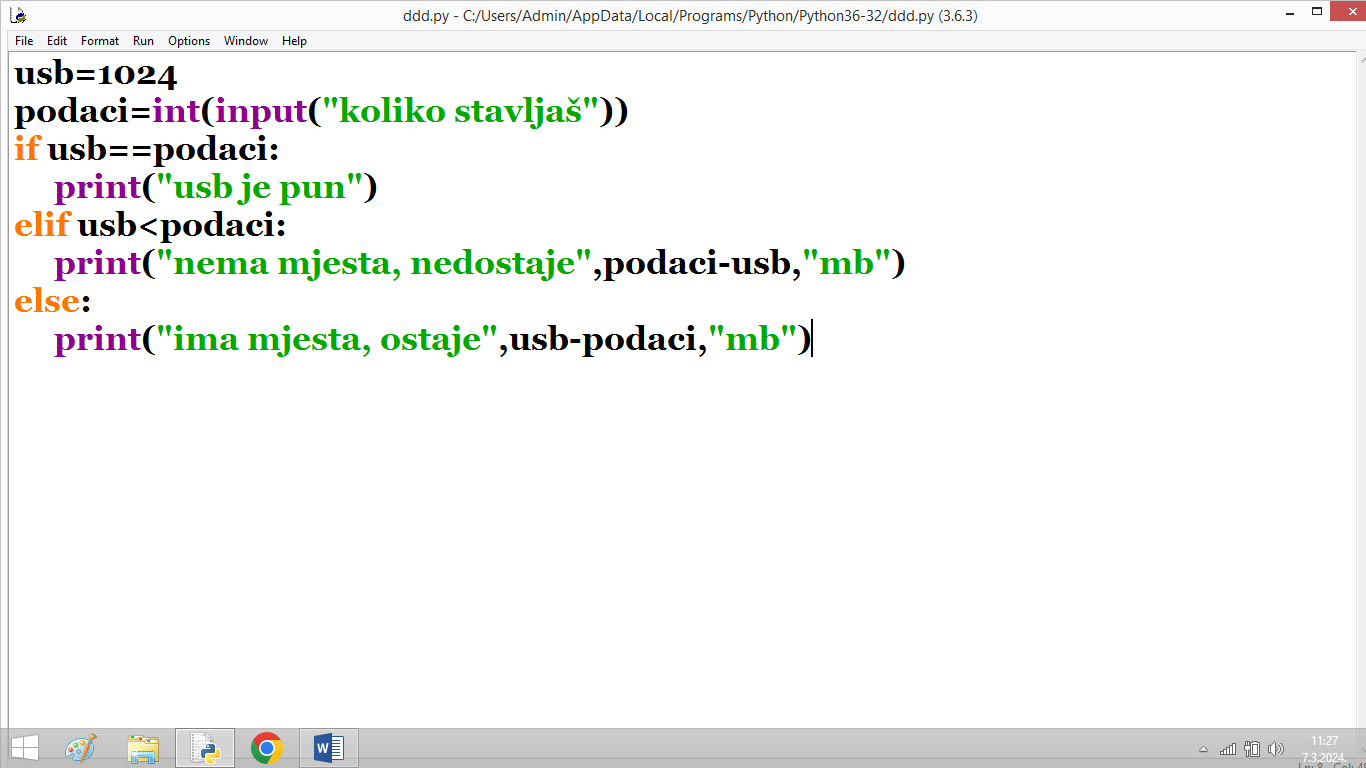 ddd.py - C:/Users/Admin/AppData/Local/Programs/Python/Python36-32/ddd.py (3.6.3)
File Edit Format Run Options Window Help
usb=1024
podaci=int(input("koliko stavljaš"))
if usb==podaci:
    print("usb je pun")
elif usb<podaci:
    print("nema mjesta, nedostaje",podaci-usb,"mb")
else:
    print("ima mjesta, ostaje",usb-podaci,"mb")
11:27
7.3.2024.